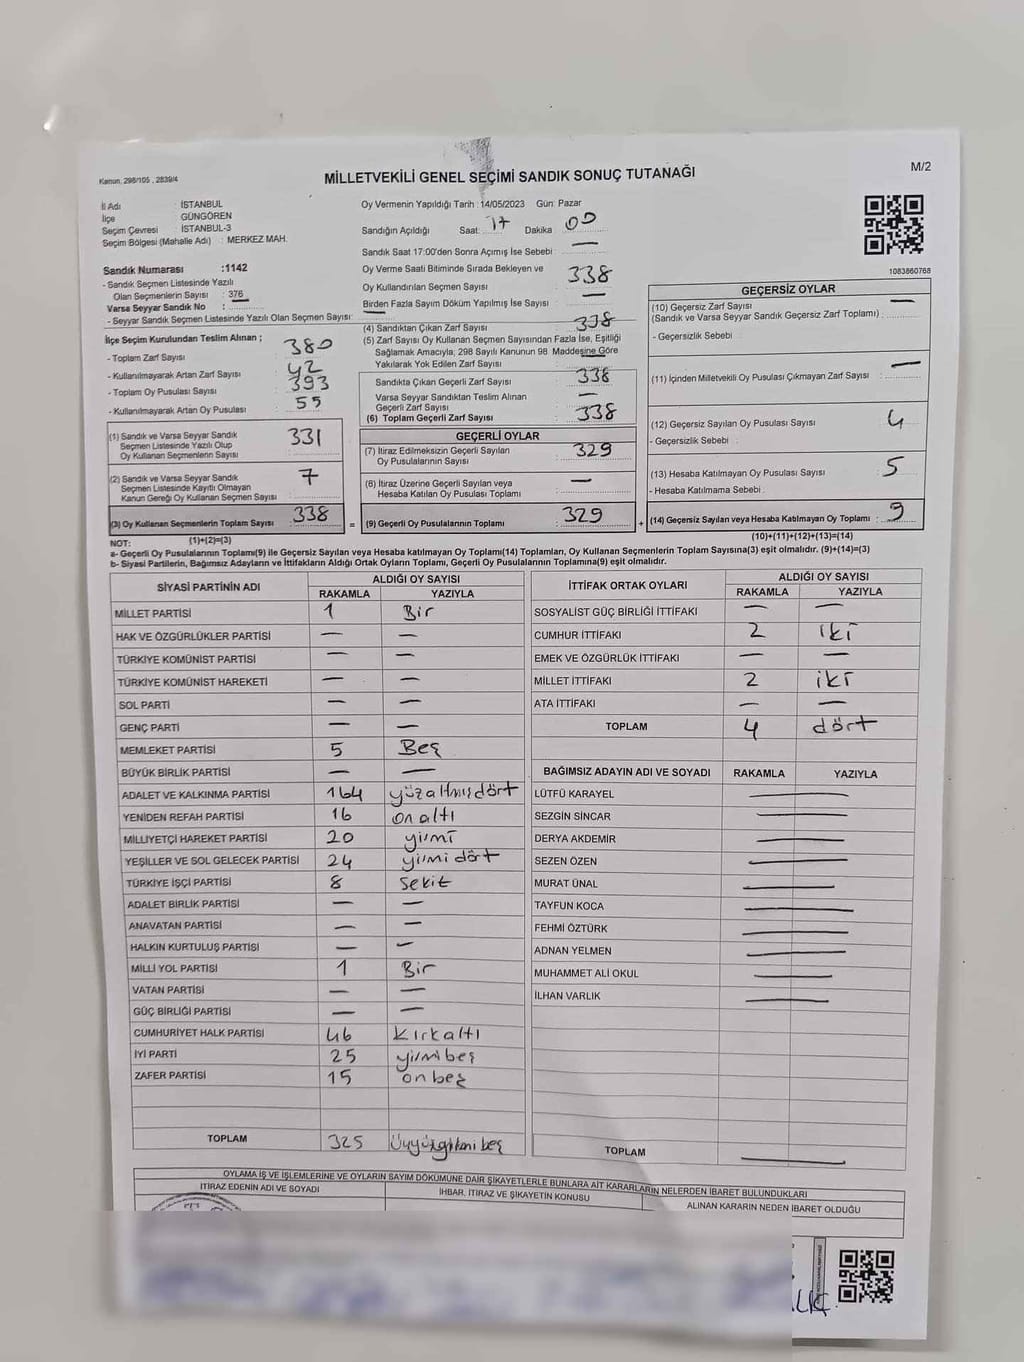 Kanun, 298/105 , 2839/4
M/2
MİLLETVEKİLİ GENEL SEÇİMİ SANDIK SONUÇ TUTANAĞI
İl Adı : İSTANBUL
İlçe : GÜNGÖREN
Seçim Çevresi : İSTANBUL-3
Seçim Bölgesi (Mahalle Adı) : MERKEZ MAH.
Sandık Numarası :1142
- Sandık Seçmen Listesinde Yazılı
Olan Seçmenlerin Sayısı : 376
Varsa Seyyar Sandık No : —
- Seyyar Sandık Seçmen Listesinde Yazılı Olan Seçmen Sayısı: —
Oy Vermenin Yapıldığı Tarih : 14/05/2023 Gün: Pazar
Sandığın Açıldığı Saat: 17 Dakika : 00
Sandık Saat 17:00'den Sonra Açımış İse Sebebi : —
Oy Verme Saati Bitiminde Sırada Bekleyen ve
Oy Kullandırılan Seçmen Sayısı : 338
Birden Fazla Sayım Döküm Yapılmış İse Sayısı : —
1083860768
İlçe Seçim Kurulundan Teslim Alınan ;
- Toplam Zarf Sayısı : 380
- Kullanılmayarak Artan Zarf Sayısı : 42
- Toplam Oy Pusulası Sayısı : 393
- Kullanılmayarak Artan Oy Pusulası : 55
(4) Sandıktan Çıkan Zarf Sayısı : 338
(5) Zarf Sayısı Oy Kullanan Seçmen Sayısından Fazla İse, Eşitliği
Sağlamak Amacıyla, 298 Sayılı Kanunun 98 Maddesine Göre
Yakılarak Yok Edilen Zarf Sayısı : —
Sandıkta Çıkan Geçerli Zarf Sayısı : 338
Varsa Seyyar Sandıktan Teslim Alınan
Geçerli Zarf Sayısı : —
(6) Toplam Geçerli Zarf Sayısı : 338
GEÇERSİZ OYLAR
(10) Geçersiz Zarf Sayısı —
(Sandık ve Varsa Seyyar Sandık Geçersiz Zarf Toplamı) :
- Geçersizlik Sebebi :
(11) İçinden Milletvekili Oy Pusulası Çıkmayan Zarf Sayısı : —
(12) Geçersiz Sayılan Oy Pusulası Sayısı : 4
- Geçersizlik Sebebi :
(13) Hesaba Katılmayan Oy Pusulası Sayısı : 5
- Hesaba Katılmama Sebebi :
(14) Geçersiz Sayılan veya Hesaba Katılmayan Oy Toplamı : 9
(10)+(11)+(12)+(13)=(14)
(1) Sandık ve Varsa Seyyar Sandık
Seçmen Listesinde Yazılı Olup
Oy Kullanan Seçmenlerin Sayısı : 331
(2) Sandık ve Varsa Seyyar Sandık
Seçmen Listesinde Kayıtlı Olmayan
Kanun Gereği Oy Kullanan Seçmen Sayısı : 7
(3) Oy Kullanan Seçmenlerin Toplam Sayısı : 338 =
(1)+(2)=(3)
GEÇERLİ OYLAR
(7) İtiraz Edilmeksizin Geçerli Sayılan
Oy Pusulalarının Sayısı : 329
(8) İtiraz Üzerine Geçerli Sayılan veya
Hesaba Katılan Oy Pusulası Toplamı : —
(9) Geçerli Oy Pusulalarının Toplamı : 329 +
NOT:
a- Geçerli Oy Pusulalarının Toplamı(9) ile Geçersiz Sayılan veya Hesaba katılmayan Oy Toplamı(14) Toplamları, Oy Kullanan Seçmenlerin Toplam Sayısına(3) eşit olmalıdır. (9)+(14)=(3)
b- Siyasi Partilerin, Bağımsız Adayların ve İttifakların Aldığı Ortak Oyların Toplamı, Geçerli Oy Pusulalarının Toplamına(9) eşit olmalıdır.
SİYASİ PARTİNİN ADI ALDIĞI OY SAYISI
RAKAMLA YAZIYLA
MİLLET PARTİSİ 1 Bir
HAK VE ÖZGÜRLÜKLER PARTİSİ — —
TÜRKİYE KOMÜNİST PARTİSİ — —
TÜRKİYE KOMÜNİST HAREKETİ — —
SOL PARTİ — —
GENÇ PARTİ — —
MEMLEKET PARTİSİ 5 Beş
BÜYÜK BİRLİK PARTİSİ — —
ADALET VE KALKINMA PARTİSİ 164 yüzaltmışdört
YENİDEN REFAH PARTİSİ 16 on altı
MİLLİYETÇİ HAREKET PARTİSİ 20 yirmi
YEŞİLLER VE SOL GELECEK PARTİSİ 24 yirmi dört
TÜRKİYE İŞÇİ PARTİSİ 8 sekiz
ADALET BİRLİK PARTİSİ — —
ANAVATAN PARTİSİ — —
HALKIN KURTULUŞ PARTİSİ — —
MİLLİ YOL PARTİSİ 1 Bir
VATAN PARTİSİ — —
GÜÇ BİRLİĞİ PARTİSİ — —
CUMHURİYET HALK PARTİSİ 46 Kırkaltı
İYİ PARTİ 25 yirmi beş
ZAFER PARTİSİ 15 on beş
TOPLAM 325 Üçyüzyirmi beş
İTTİFAK ORTAK OYLARI ALDIĞI OY SAYISI
RAKAMLA YAZIYLA
SOSYALİST GÜÇ BİRLİĞİ İTTİFAKI — —
CUMHUR İTTİFAKI 2 iki
EMEK VE ÖZGÜRLÜK İTTİFAKI — —
MİLLET İTTİFAKI 2 iki
ATA İTTİFAKI — —
TOPLAM 4 dört
BAĞIMSIZ ADAYIN ADI VE SOYADI RAKAMLA YAZIYLA
LÜTFÜ KARAYEL —
SEZGİN SİNCAR —
DERYA AKDEMİR —
SEZEN ÖZEN —
MURAT ÜNAL —
TAYFUN KOCA —
FEHMİ ÖZTÜRK —
ADNAN YELMEN —
MUHAMMET ALİ OKUL —
İLHAN VARLIK —
TOPLAM —
OYLAMA İŞ VE İŞLEMLERİNE VE OYLARIN SAYIM DÖKÜMÜNE DAİR ŞİKAYETLERLE BUNLARA AİT KARARLARIN NELERDEN İBARET BULUNDUKLARI
İTİRAZ EDENİN ADI VE SOYADI İHBAR, İTİRAZ VE ŞİKAYETİN KONUSU ALINAN KARARIN NEDEN İBARET OLDUĞU